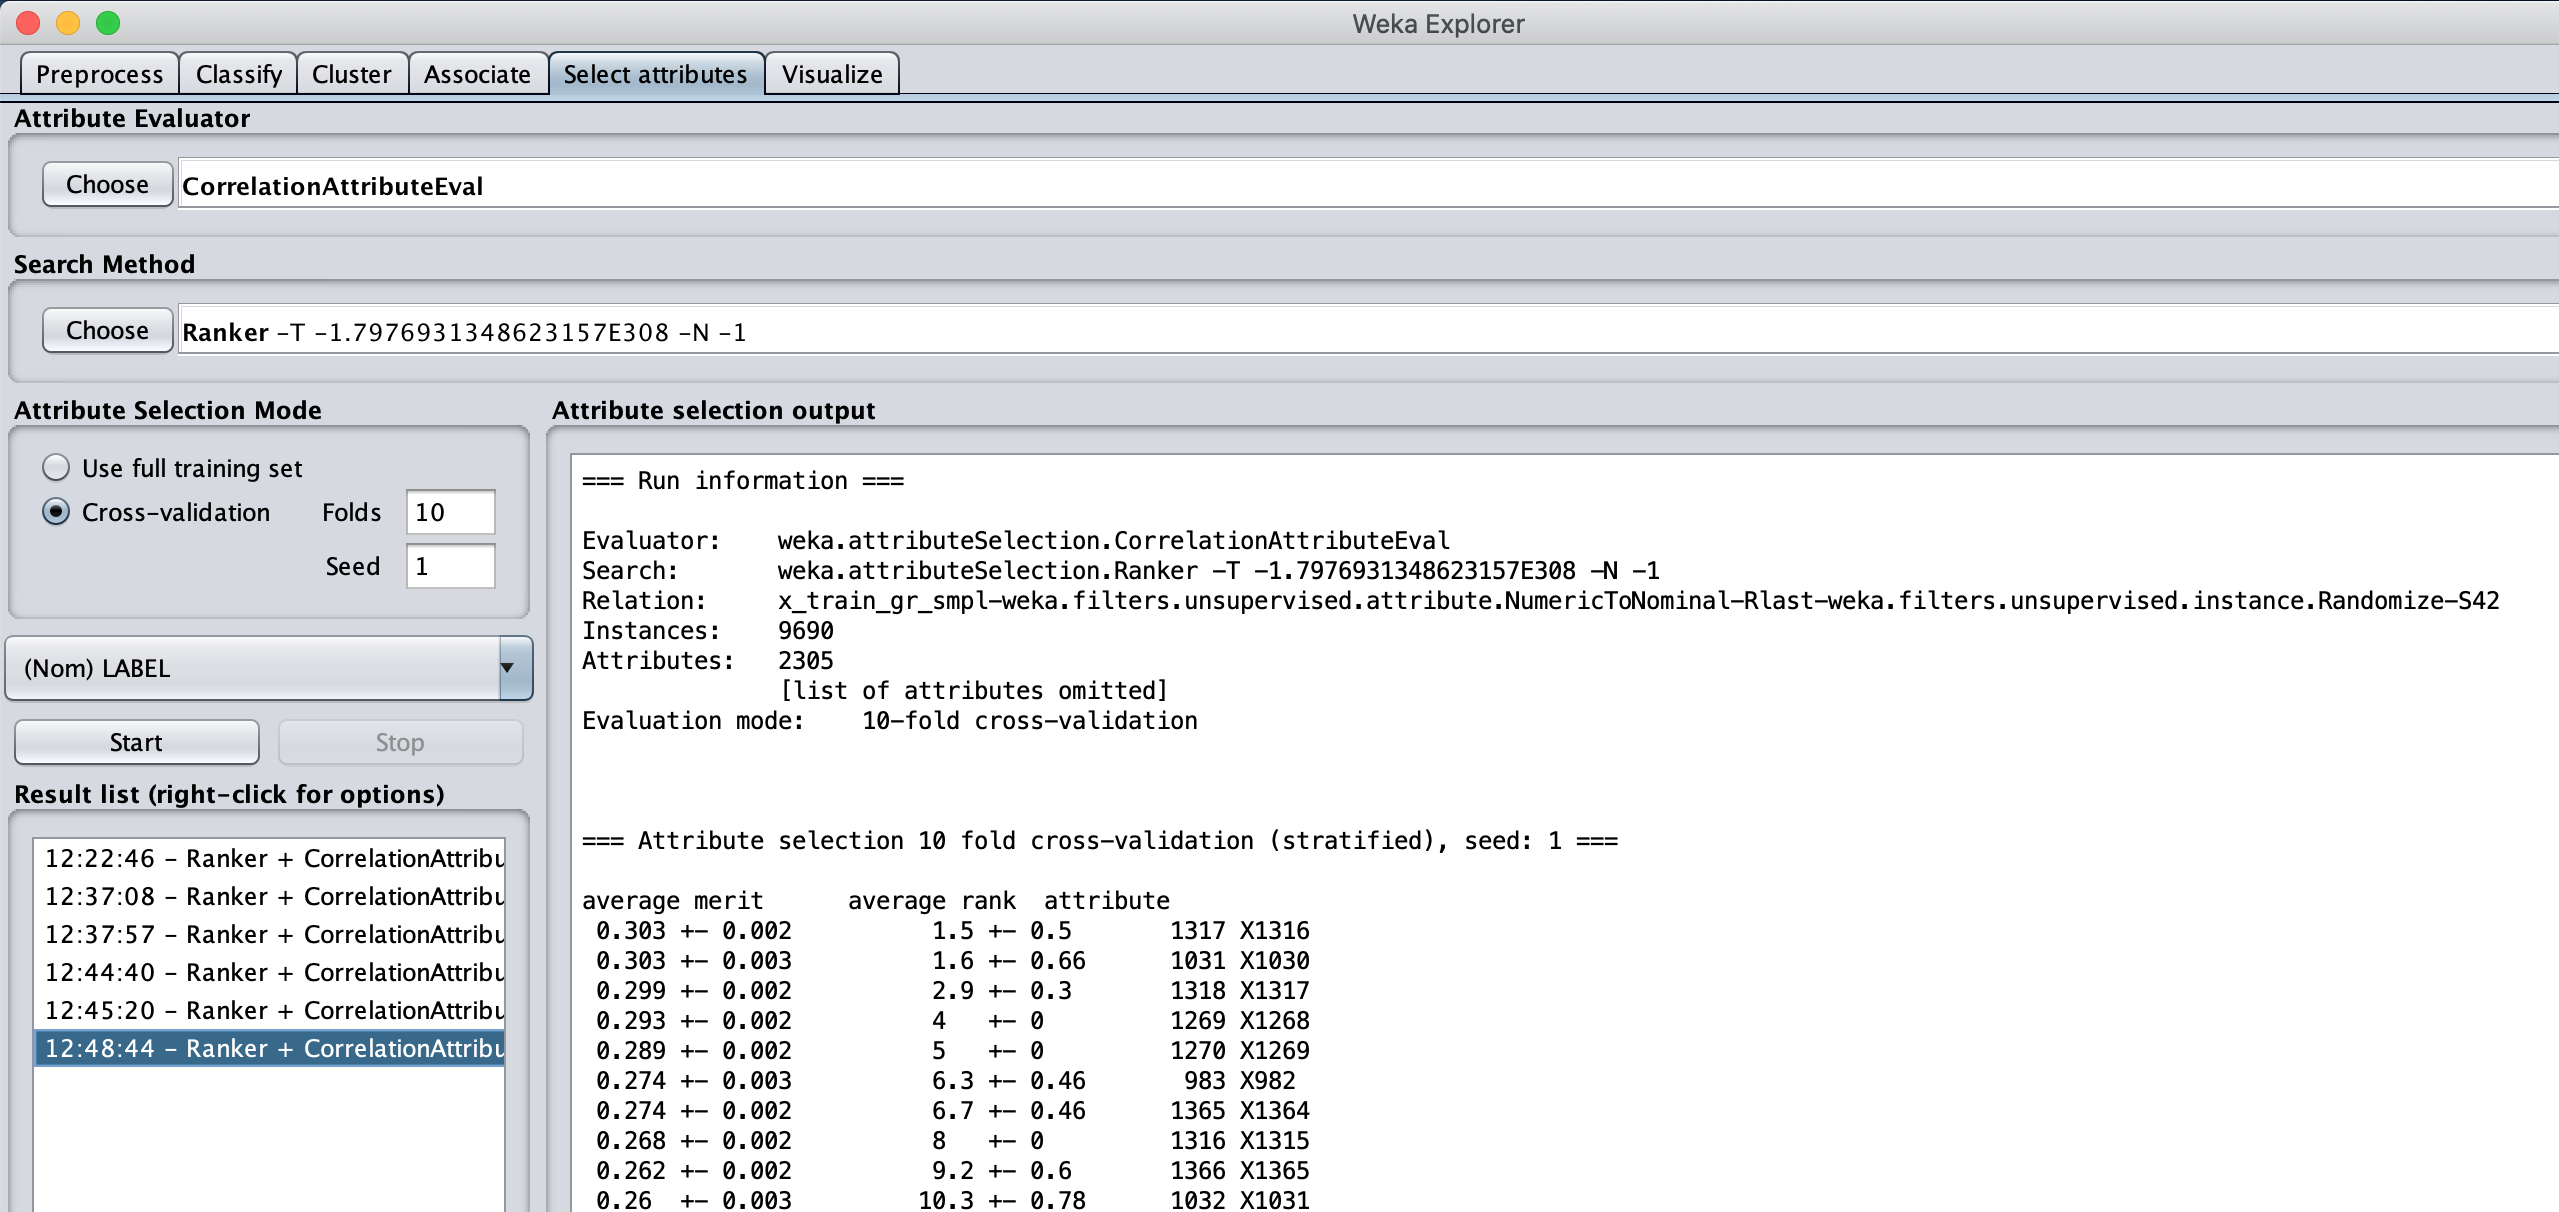 Weka Explorer
Preprocess Classify Cluster Associate Select attributes Visualize
Attribute Evaluator
Choose CorrelationAttributeEval
Search Method
Choose Ranker -T -1.7976931348623157E308 -N -1
Attribute Selection Mode
Use full training set
Cross-validation Folds 10
Seed 1
(Nom) LABEL
Start Stop
Result list (right-click for options)
12:22:46 - Ranker + CorrelationAttribu
12:37:08 - Ranker + CorrelationAttribu
12:37:57 - Ranker + CorrelationAttribu
12:44:40 - Ranker + CorrelationAttribu
12:45:20 - Ranker + CorrelationAttribu
12:48:44 - Ranker + CorrelationAttribu
Attribute selection output
=== Run information ===
Evaluator: weka.attributeSelection.CorrelationAttributeEval
Search: weka.attributeSelection.Ranker -T -1.7976931348623157E308 -N -1
Relation: x_train_gr_smpl-weka.filters.unsupervised.attribute.NumericToNominal-Rlast-weka.filters.unsupervised.instance.Randomize-S42
Instances: 9690
Attributes: 2305
[list of attributes omitted]
Evaluation mode: 10-fold cross-validation
=== Attribute selection 10 fold cross-validation (stratified), seed: 1 ===
average merit average rank attribute
0.303 +- 0.002 1.5 +- 0.5 1317 X1316
0.303 +- 0.003 1.6 +- 0.66 1031 X1030
0.299 +- 0.002 2.9 +- 0.3 1318 X1317
0.293 +- 0.002 4 +- 0 1269 X1268
0.289 +- 0.002 5 +- 0 1270 X1269
0.274 +- 0.003 6.3 +- 0.46 983 X982
0.274 +- 0.002 6.7 +- 0.46 1365 X1364
0.268 +- 0.002 8 +- 0 1316 X1315
0.262 +- 0.002 9.2 +- 0.6 1366 X1365
0.26 +- 0.003 10.3 +- 0.78 1032 X1031